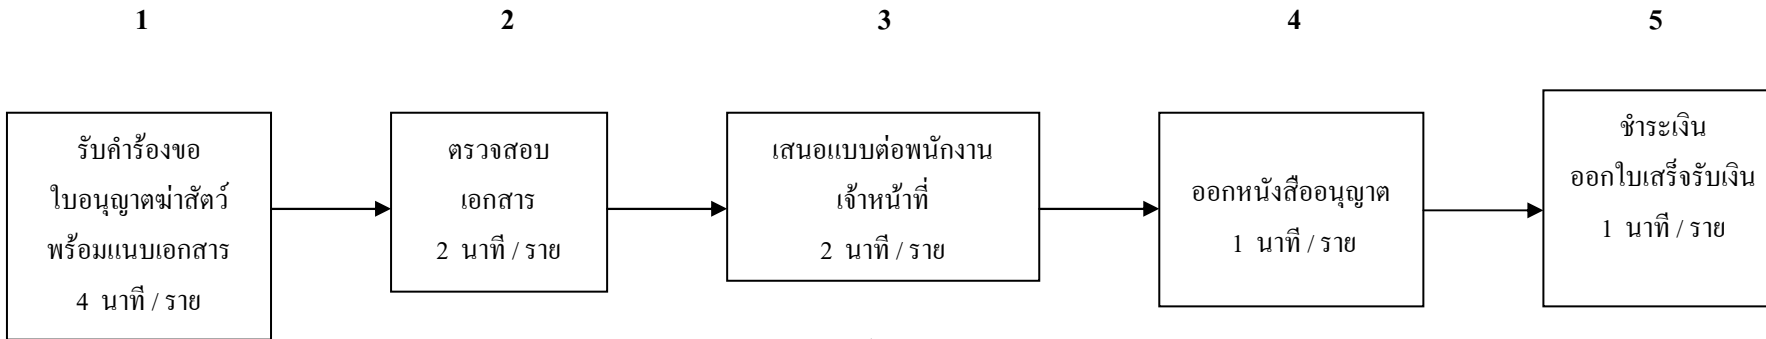 1
2
3
4
5
รับคำร้องขอ
ใบอนุญาตฆ่าสัตว์
พร้อมแนบเอกสาร
4 นาที / ราย
ตรวจสอบ
เอกสาร
2 นาที / ราย
เสนอแบบต่อพนักงาน
เจ้าหน้าที่
2 นาที / ราย
ออกหนังสืออนุญาต
1 นาที / ราย
ชำระเงิน
ออกใบเสร็จรับเงิน
1 นาที / ราย